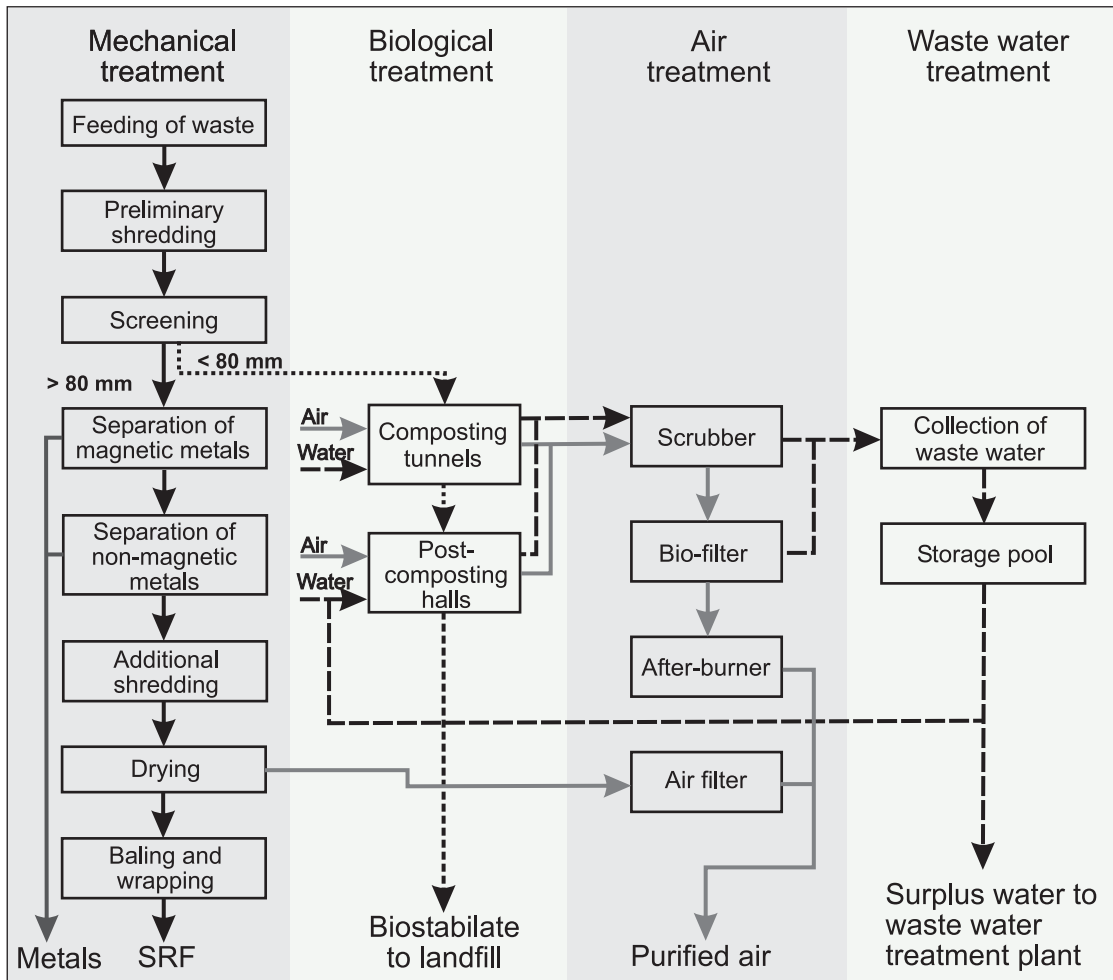 Mechanical
treatment
Biological
treatment
Air
treatment
Waste water
treatment
Feeding of waste
Preliminary
shredding
Screening
< 80 mm
> 80 mm
Separation of
magnetic metals
Separation of
non-magnetic
metals
Additional
shredding
Drying
Baling and
wrapping
Metals
SRF
Air
Water
Composting
tunnels
Air
Water
Post-
composting
halls
Biostabilate
to landfill
Scrubber
Bio-filter
After-burner
Air filter
Purified air
Collection of
waste water
Storage pool
Surplus water to
waste water
treatment plant